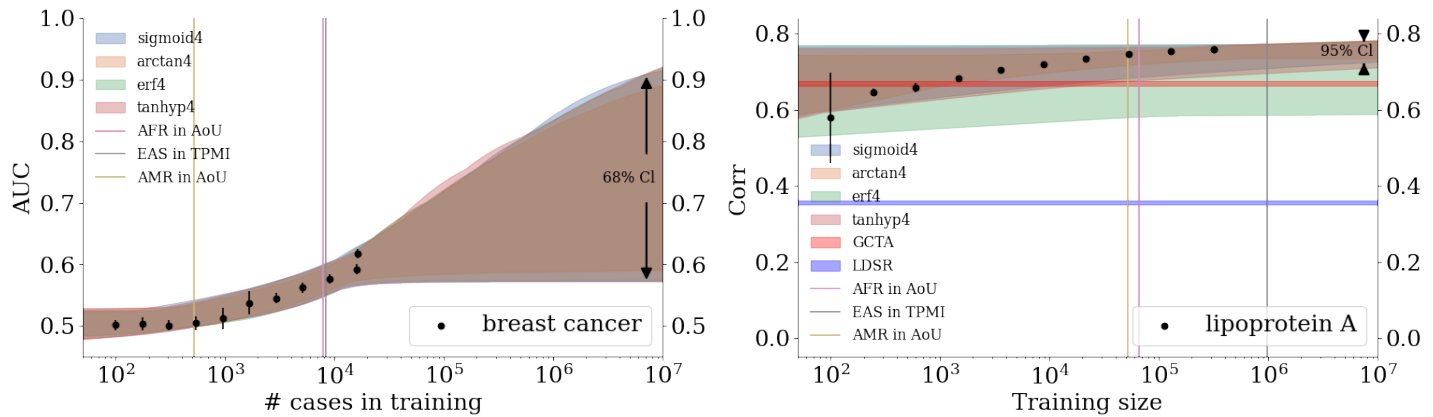 1.0
0.9
0.8
0.7
0.6
0.5
AUC
1.0
0.9
0.8
0.7
0.6
0.5
sigmoid4
arctan4
erf4
tanhyp4
AFR in AoU
EAS in TPMI
AMR in AoU
68% Cl
breast cancer
10² 10³ 10⁴ 10⁵ 10⁶ 10⁷
# cases in training
0.8
0.6
0.4
0.2
0.0
Corr
0.8
0.6
0.4
0.2
0.0
95% Cl
sigmoid4
arctan4
erf4
tanhyp4
GCTA
LDSR
AFR in AoU
EAS in TPMI
AMR in AoU
lipoprotein A
10² 10³ 10⁴ 10⁵ 10⁶ 10⁷
Training size